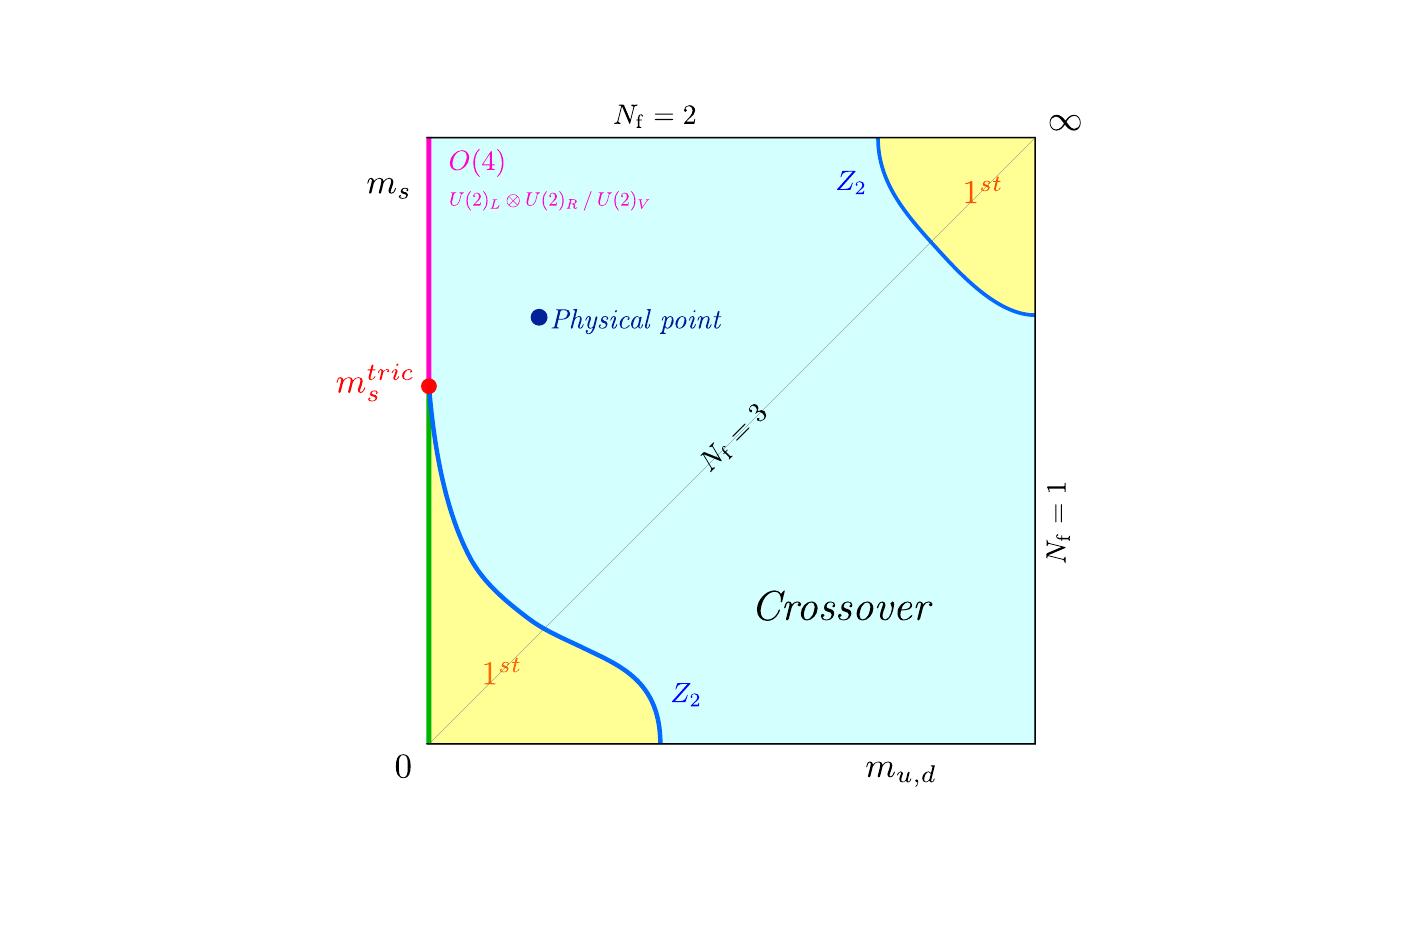 N_f = 2
∞
O(4)
m_s
U(2)_L ⊗ U(2)_R / U(2)_V
Z_2
1^{st}
Physical point
m_s^{tric}
N_f = 3
N_f = 1
Crossover
1^{st}
Z_2
0
m_{u,d}